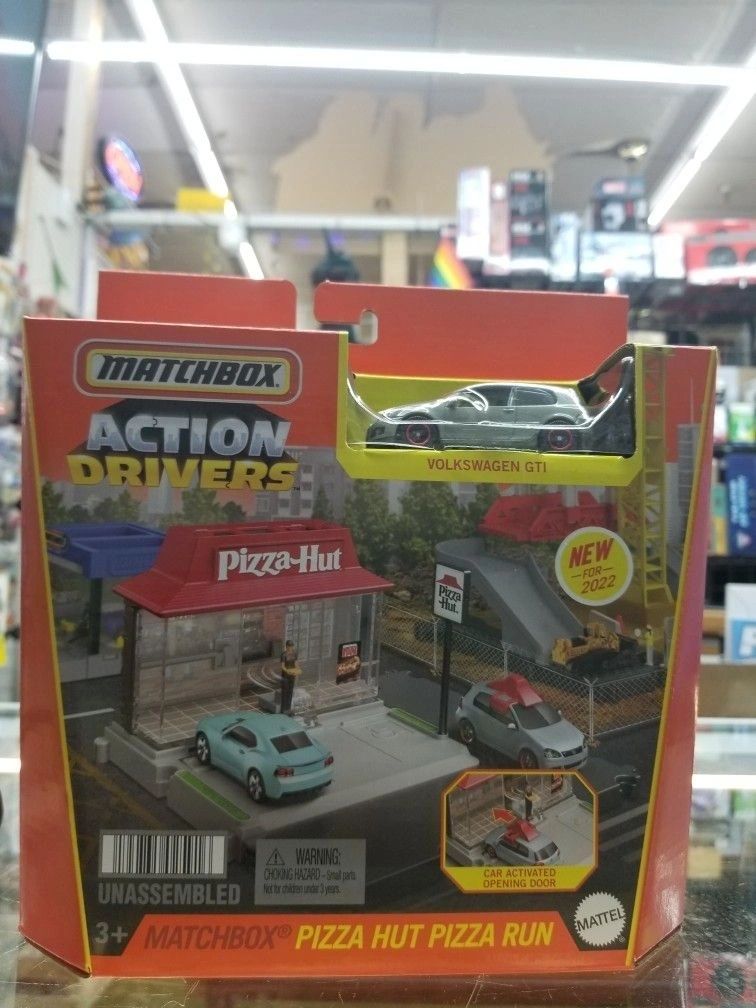 MATCHBOX
ACTION
DRIVERS™
VOLKSWAGEN GTI
NEW
FOR
2022
Pizza Hut
Pizza
Hut
UNASSEMBLED
WARNING:
CHOKING HAZARD - Small parts.
Not for children under 3 years.
CAR ACTIVATED
OPENING DOOR
3+
MATCHBOX® PIZZA HUT PIZZA RUN
MATTEL